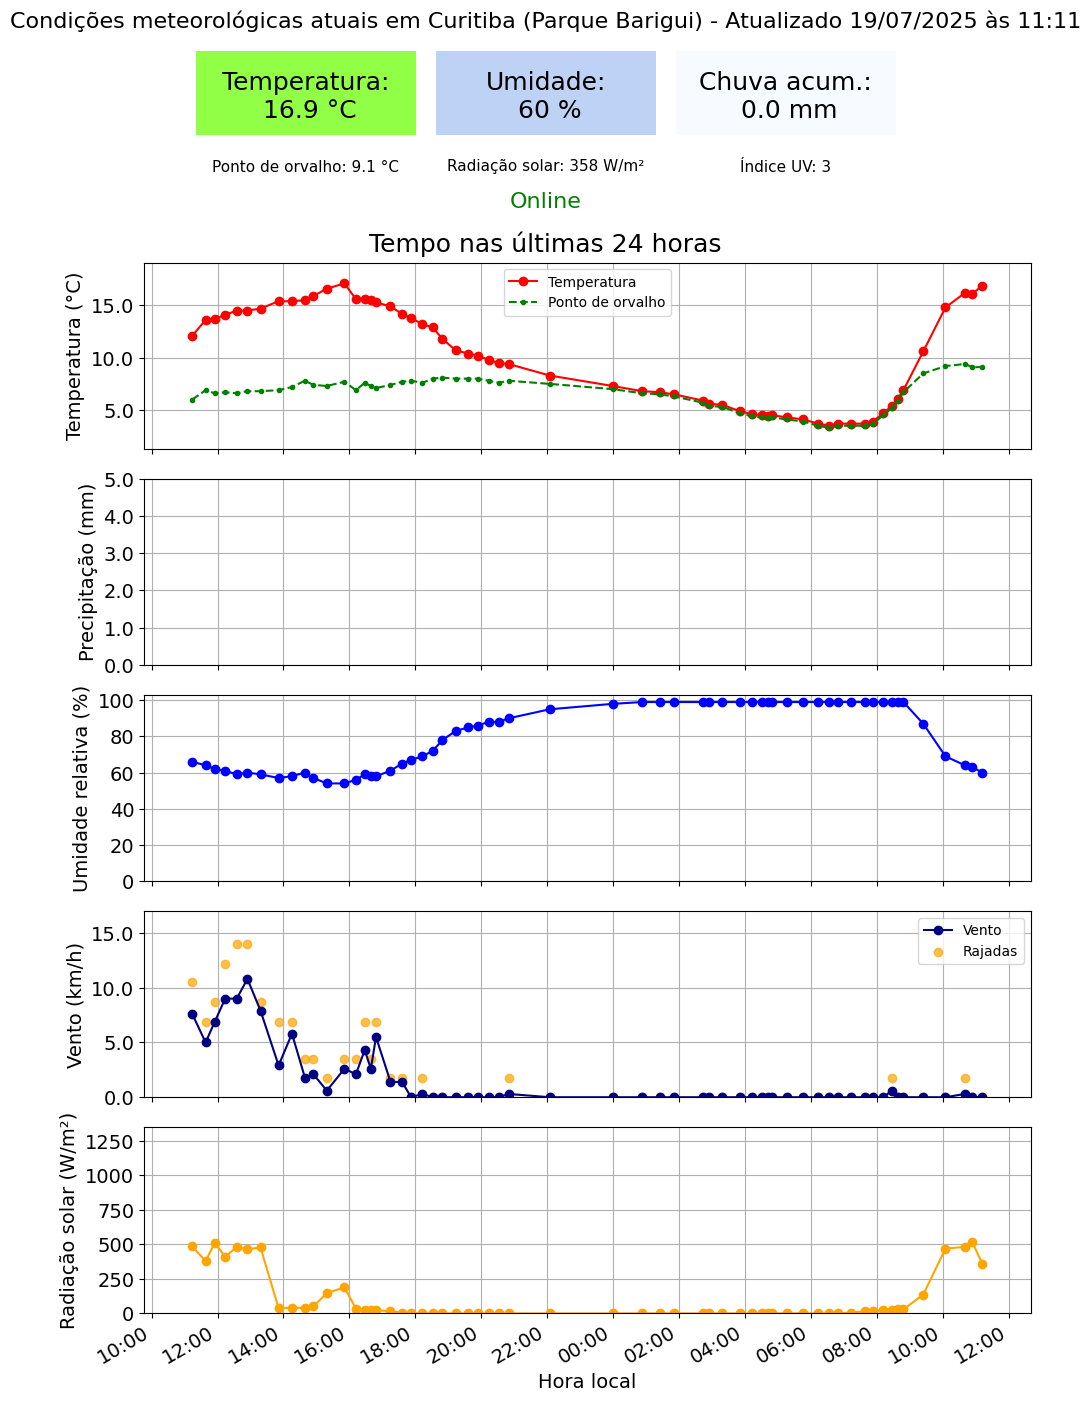 Condições meteorológicas atuais em Curitiba (Parque Barigui) - Atualizado 19/07/2025 às 11:11
Temperatura:
16.9 °C
Umidade:
60 %
Chuva acum.:
0.0 mm
Ponto de orvalho: 9.1 °C
Radiação solar: 358 W/m²
Índice UV: 3
Online
Tempo nas últimas 24 horas
Temperatura (°C)
15.0
10.0
5.0
Temperatura
Ponto de orvalho
Precipitação (mm)
5.0
4.0
3.0
2.0
1.0
0.0
Umidade relativa (%)
100
80
60
40
20
0
Vento (km/h)
15.0
10.0
5.0
0.0
Vento
Rajadas
Radiação solar (W/m²)
1250
1000
750
500
250
0
10:00
12:00
14:00
16:00
18:00
20:00
22:00
00:00
02:00
04:00
06:00
08:00
10:00
12:00
Hora local